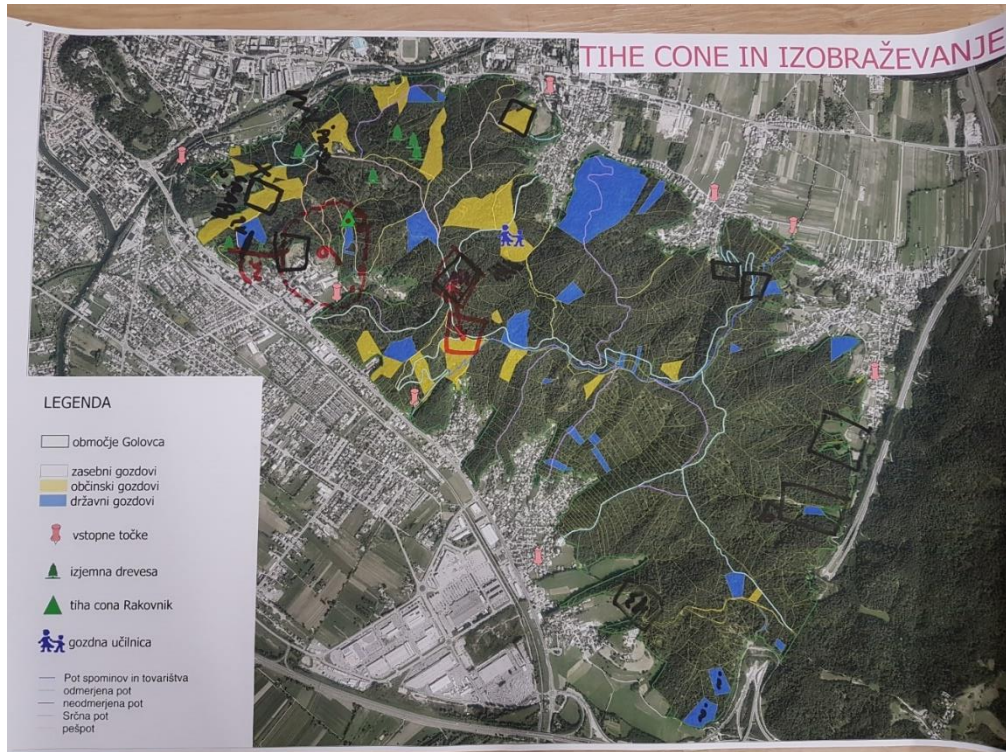 TIHE CONE IN IZOBRAŽEVANJE
LEGENDA
območje Golovca
zasebni gozdovi
občinski gozdovi
državni gozdovi
vstopne točke
izjemna drevesa
tiha cona Rakovnik
gozdna učilnica
Pot spominov in tovarištva
odmerjena pot
neodmerjena pot
Srčna pot
pešpot